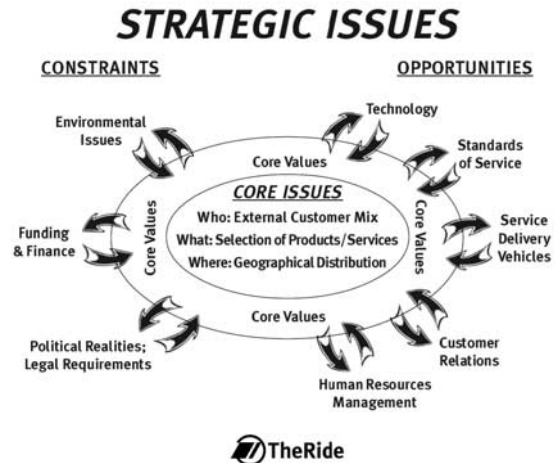 STRATEGIC ISSUES
CONSTRAINTS
OPPORTUNITIES
Environmental
Issues
Technology
Standards
of Service
Core Values
CORE ISSUES
Who: External Customer Mix
What: Selection of Products/Services
Where: Geographical Distribution
Core Values
Core Values
Funding
& Finance
Service
Delivery
Vehicles
Core Values
Political Realities;
Legal Requirements
Customer
Relations
Human Resources
Management
TheRide